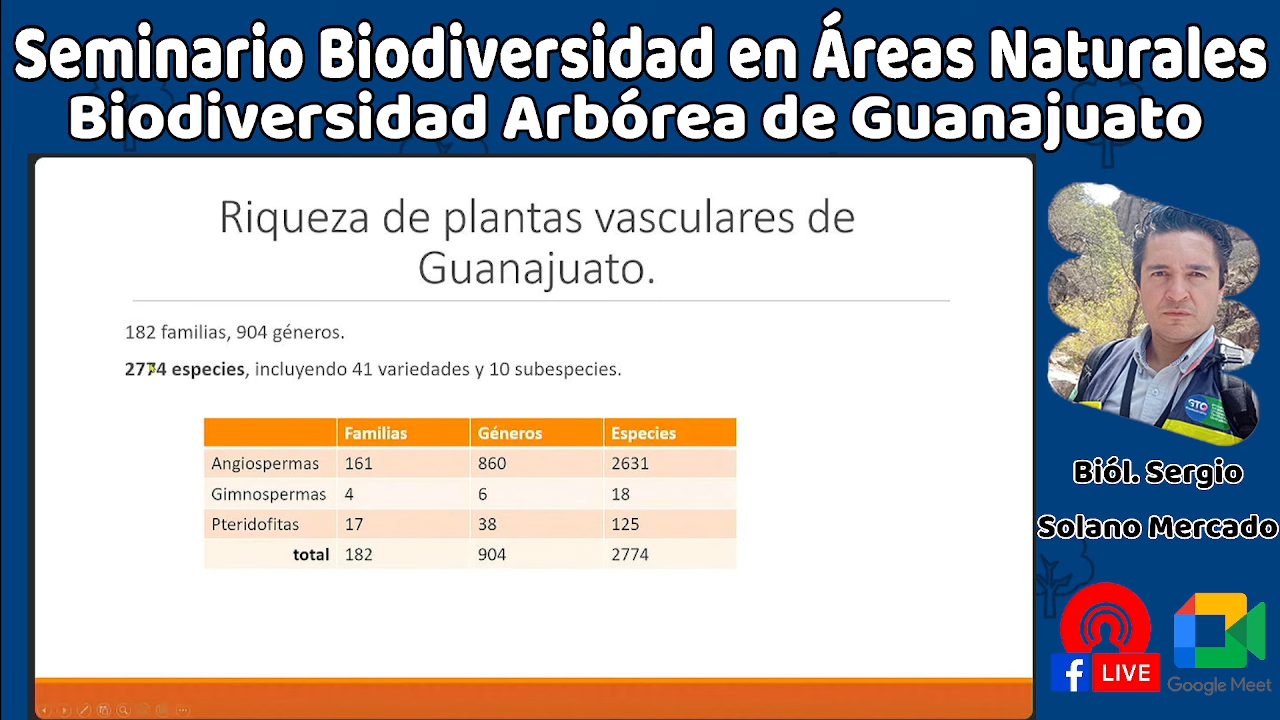 Seminario Biodiversidad en Áreas Naturales
Biodiversidad Arbórea de Guanajuato
Riqueza de plantas vasculares de
Guanajuato.
182 familias, 904 géneros.
2774 especies, incluyendo 41 variedades y 10 subespecies.
Familias Géneros Especies
Angiospermas 161 860 2631
Gimnospermas 4 6 18
Pteridofitas 17 38 125
total 182 904 2774
GTO
Biól. Sergio
Solano Mercado
f LIVE
Google Meet